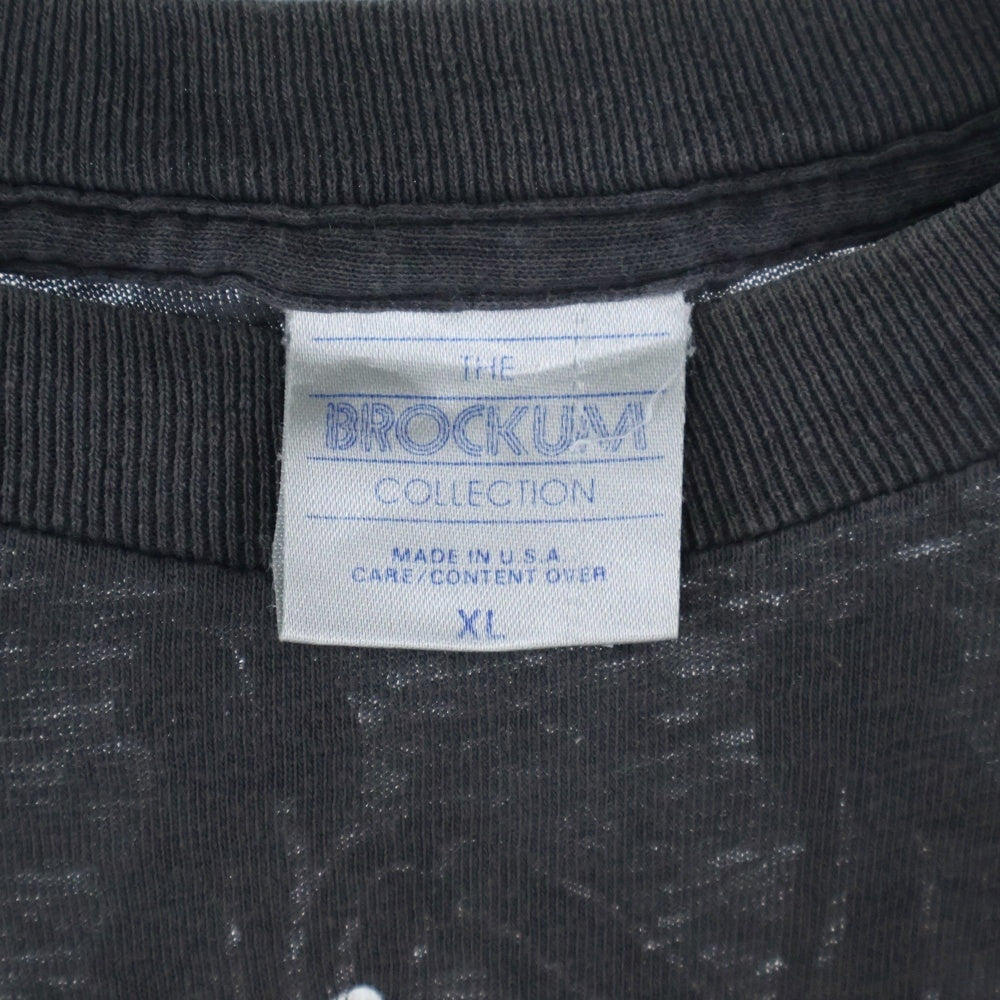 THE
BROCKUM
COLLECTION
MADE IN U.S.A.
CARE/CONTENT OVER
XL